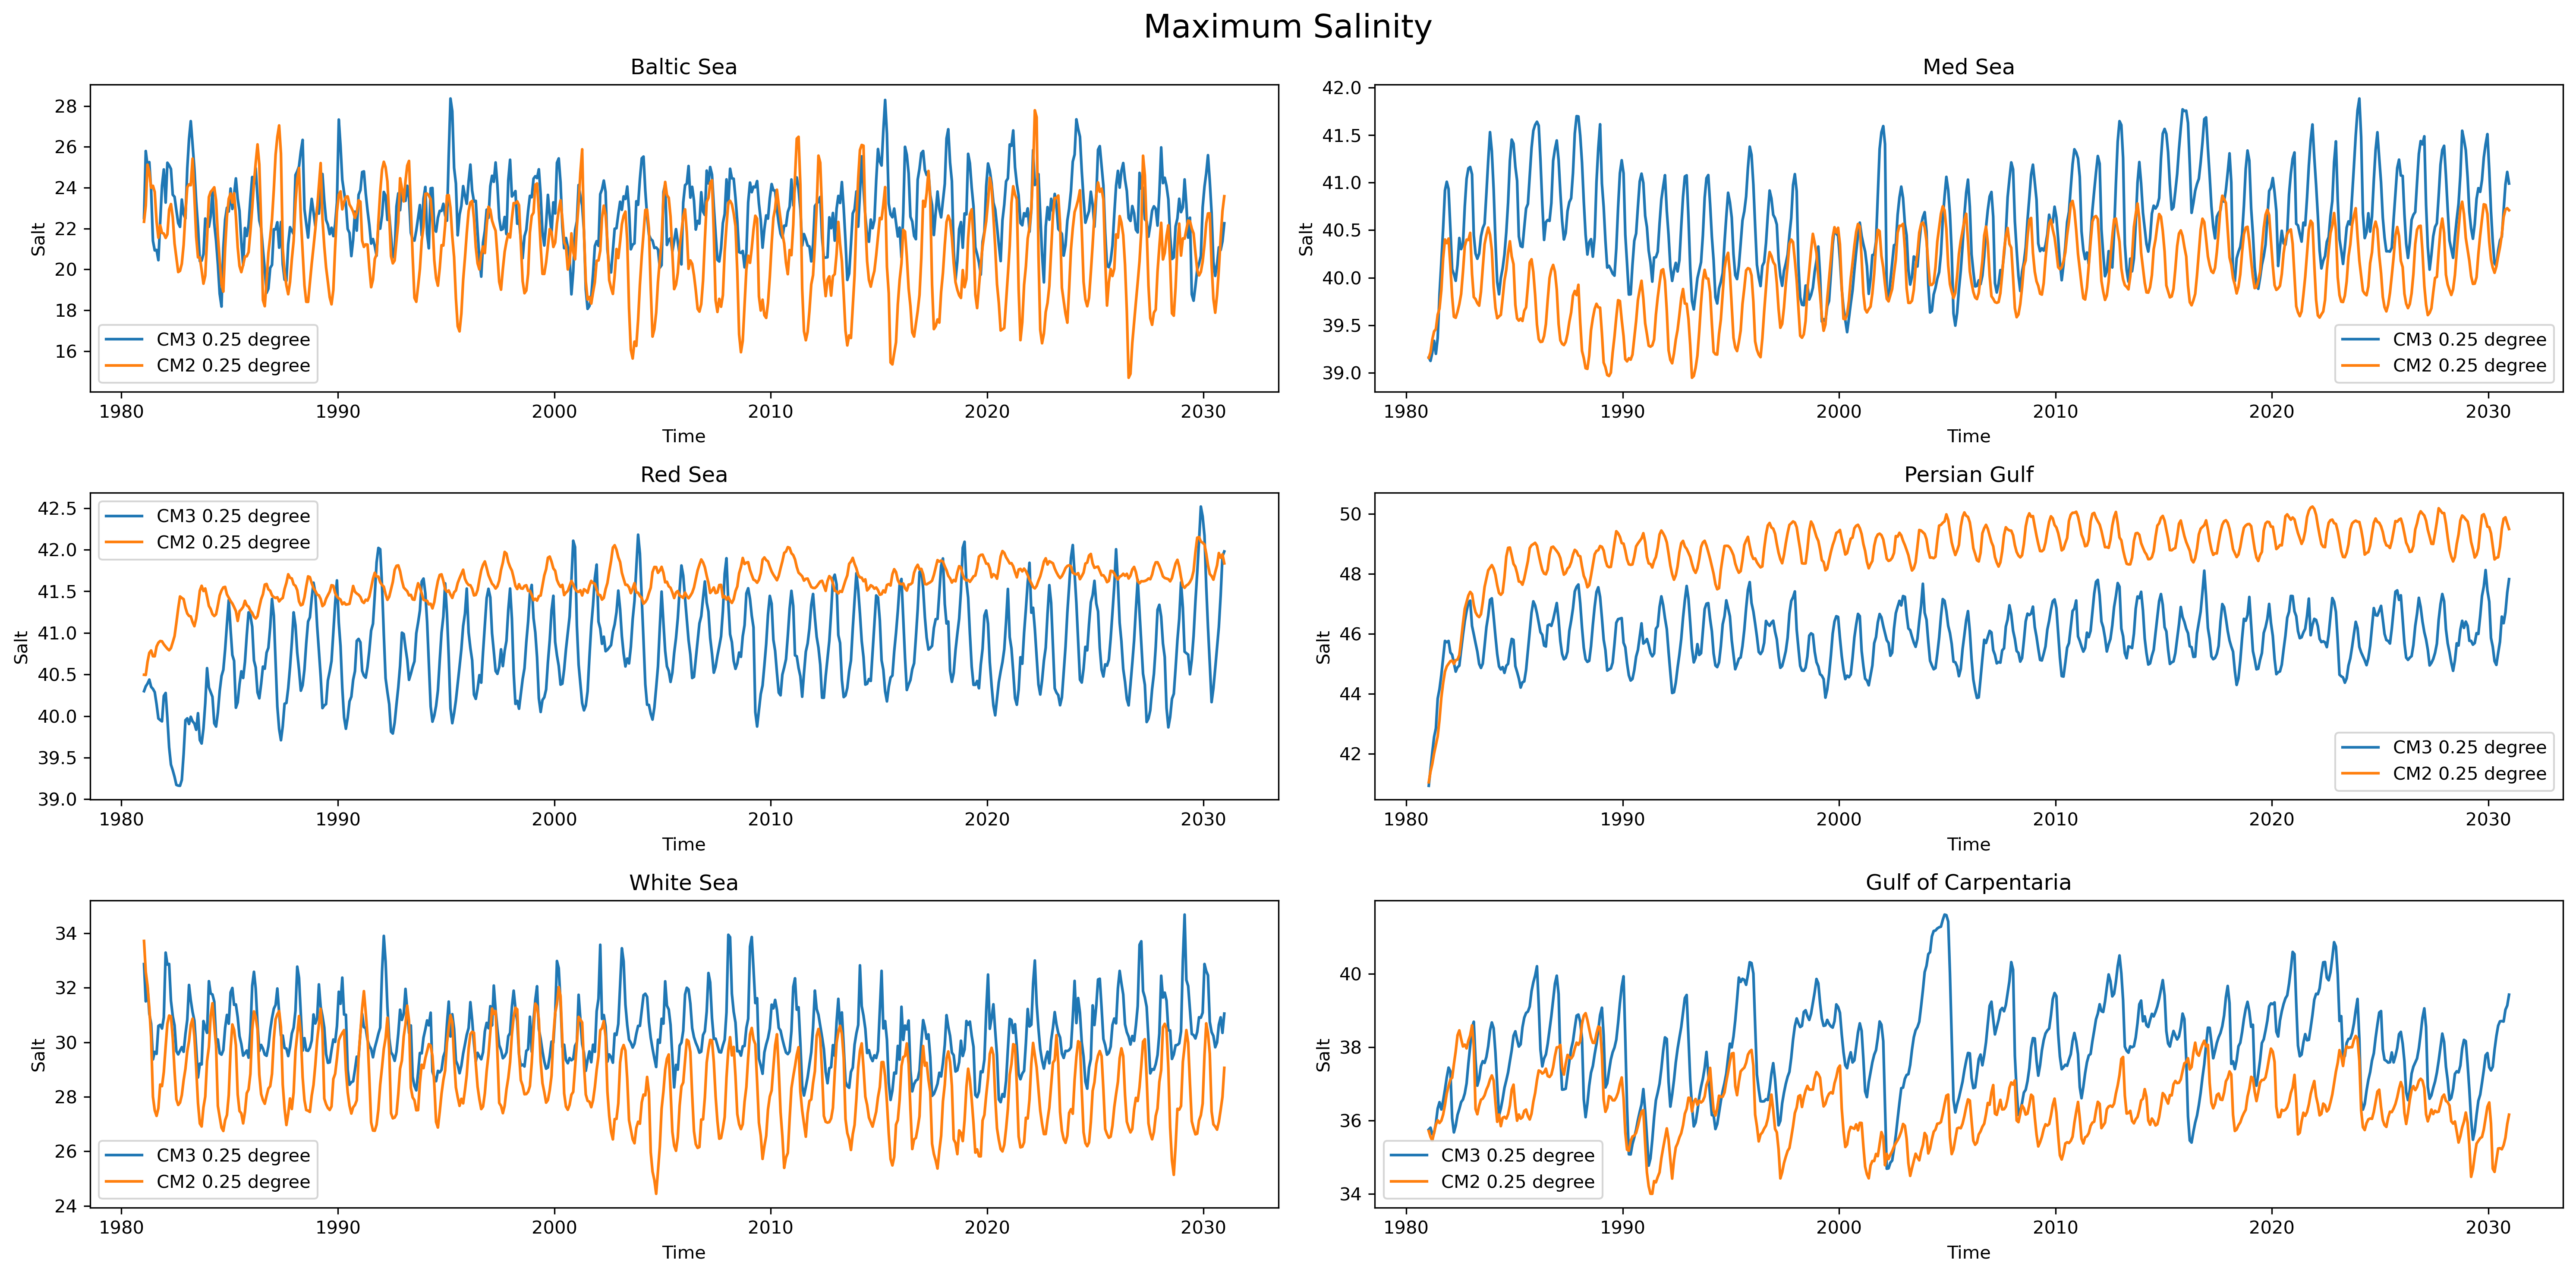 Maximum Salinity
Baltic Sea
28
26
24
22
20
18
16
Salt
CM3 0.25 degree
CM2 0.25 degree
1980 1990 2000 2010 2020 2030
Time
Med Sea
42.0
41.5
41.0
40.5
40.0
39.5
39.0
Salt
CM3 0.25 degree
CM2 0.25 degree
1980 1990 2000 2010 2020 2030
Time
Red Sea
42.5
42.0
41.5
41.0
40.5
40.0
39.5
39.0
Salt
CM3 0.25 degree
CM2 0.25 degree
1980 1990 2000 2010 2020 2030
Time
Persian Gulf
50
48
46
44
42
Salt
CM3 0.25 degree
CM2 0.25 degree
1980 1990 2000 2010 2020 2030
Time
White Sea
34
32
30
28
26
24
Salt
CM3 0.25 degree
CM2 0.25 degree
1980 1990 2000 2010 2020 2030
Time
Gulf of Carpentaria
40
38
36
34
Salt
CM3 0.25 degree
CM2 0.25 degree
1980 1990 2000 2010 2020 2030
Time